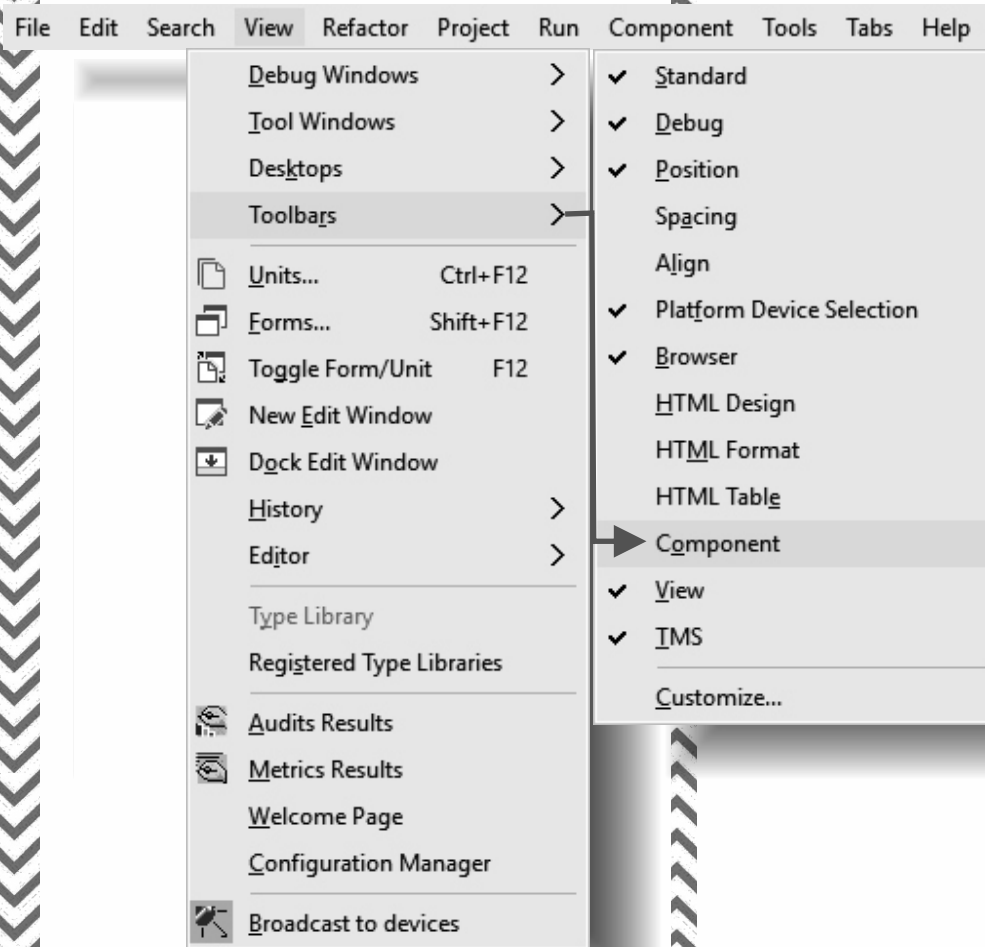 File Edit Search View Refactor Project Run Component Tools Tabs Help
Debug Windows
Tool Windows
Desktops
Toolbars
Units... Ctrl+F12
Forms... Shift+F12
Toggle Form/Unit F12
New Edit Window
Dock Edit Window
History
Editor
Type Library
Registered Type Libraries
Audits Results
Metrics Results
Welcome Page
Configuration Manager
Broadcast to devices
Standard
Debug
Position
Spacing
Align
Platform Device Selection
Browser
HTML Design
HTML Format
HTML Table
Component
View
TMS
Customize...